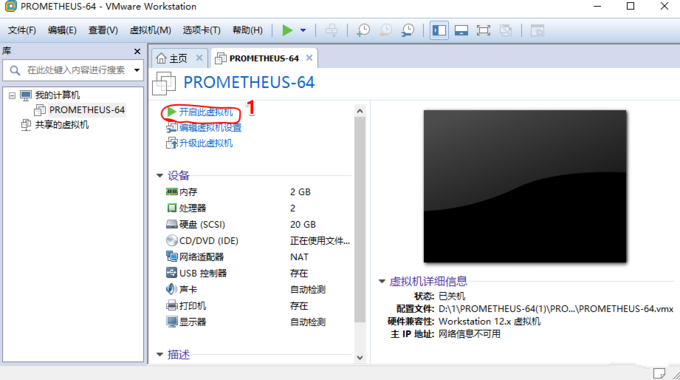 PROMETHEUS-64 - VMware Workstation
文件(F) 编辑(E) 查看(V) 虚拟机(M) 选项卡(T) 帮助(H)
库
在此处键入内容进行搜索
我的计算机
PROMETHEUS-64
共享的虚拟机
主页 PROMETHEUS-64
PROMETHEUS-64
开启此虚拟机 1
编辑虚拟机设置
升级此虚拟机
设备
内存 2 GB
处理器 2
硬盘 (SCSI) 20 GB
CD/DVD (IDE) 正在使用文件...
网络适配器 NAT
USB 控制器 存在
声卡 自动检测
打印机 存在
显示器 自动检测
描述
虚拟机详细信息
状态: 已关机
配置文件: D:\1\PROMETHEUS-64(1)\PRO...\PROMETHEUS-64.vmx
硬件兼容性: Workstation 12.x 虚拟机
主 IP 地址: 网络信息不可用